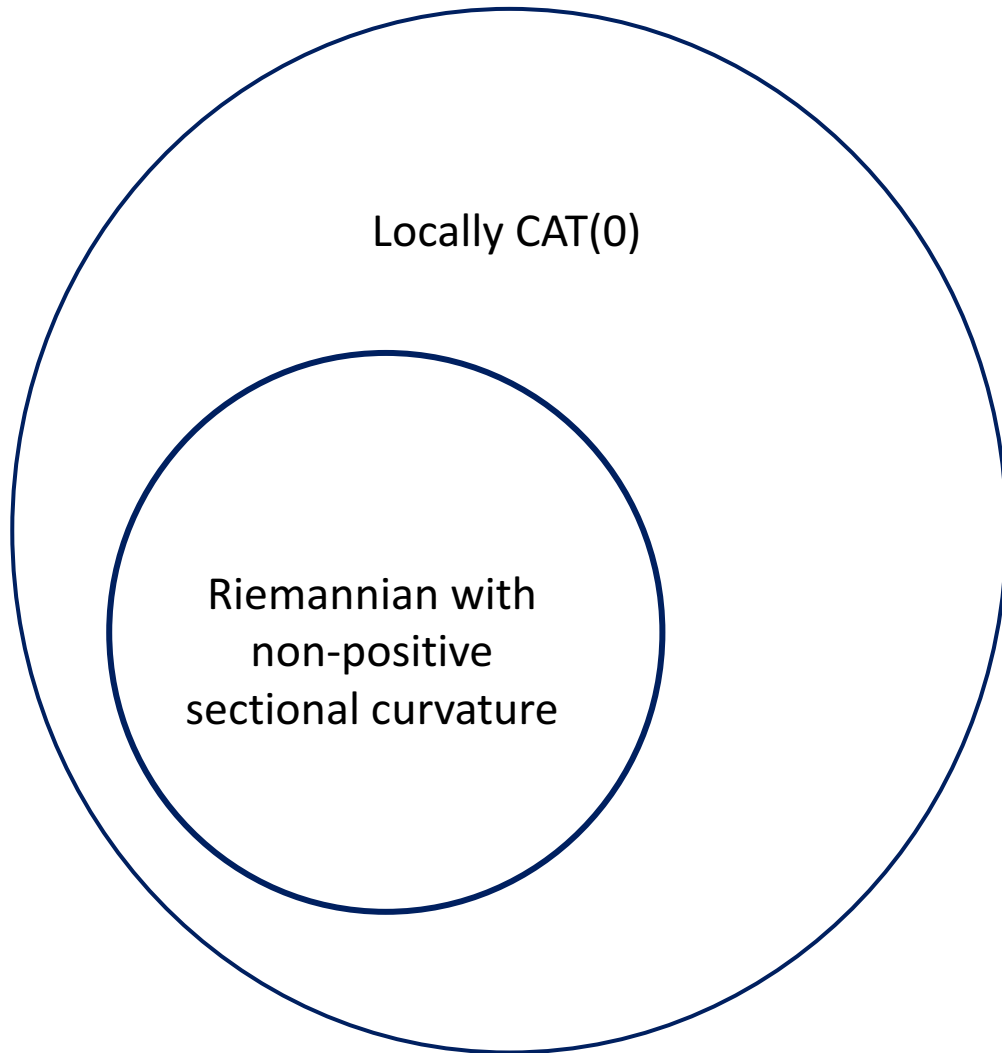 Locally CAT(0)
Riemannian with
non-positive
sectional curvature